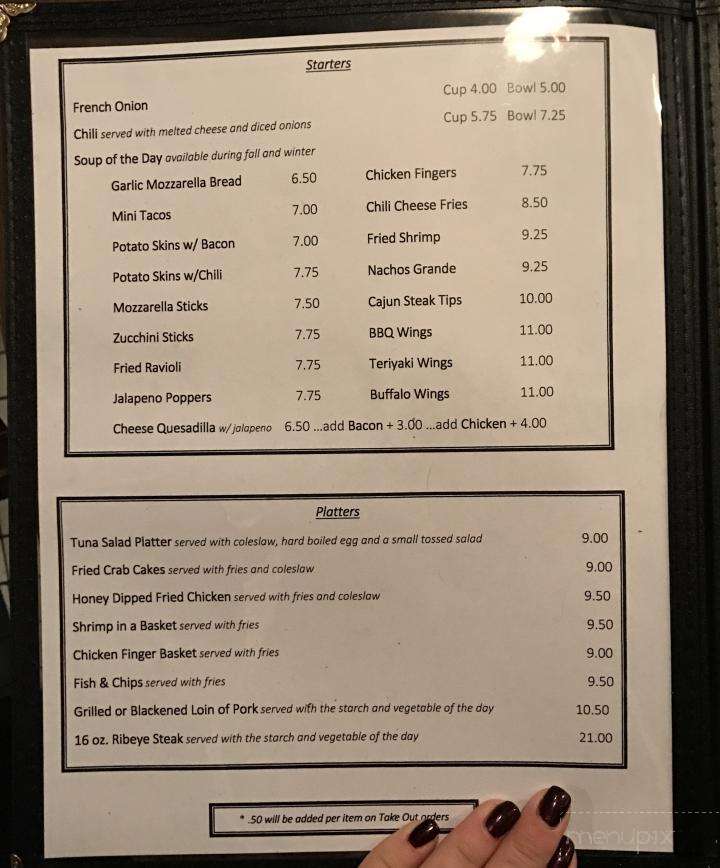 Starters
French Onion Cup 4.00 Bowl 5.00
Chili served with melted cheese and diced onions Cup 5.75 Bowl 7.25
Soup of the Day available during fall and winter
Garlic Mozzarella Bread 6.50 Chicken Fingers 7.75
Mini Tacos 7.00 Chili Cheese Fries 8.50
Potato Skins w/ Bacon 7.00 Fried Shrimp 9.25
Potato Skins w/Chili 7.75 Nachos Grande 9.25
Mozzarella Sticks 7.50 Cajun Steak Tips 10.00
Zucchini Sticks 7.75 BBQ Wings 11.00
Fried Ravioli 7.75 Teriyaki Wings 11.00
Jalapeno Poppers 7.75 Buffalo Wings 11.00
Cheese Quesadilla w/jalapeno 6.50 ...add Bacon + 3.00 ...add Chicken + 4.00
Platters
Tuna Salad Platter served with coleslaw, hard boiled egg and a small tossed salad 9.00
Fried Crab Cakes served with fries and coleslaw 9.00
Honey Dipped Fried Chicken served with fries and coleslaw 9.50
Shrimp in a Basket served with fries 9.50
Chicken Finger Basket served with fries 9.00
Fish & Chips served with fries 9.50
Grilled or Blackened Loin of Pork served with the starch and vegetable of the day 10.50
16 oz. Ribeye Steak served with the starch and vegetable of the day 21.00
* .50 will be added per item on Take Out orders
menupix